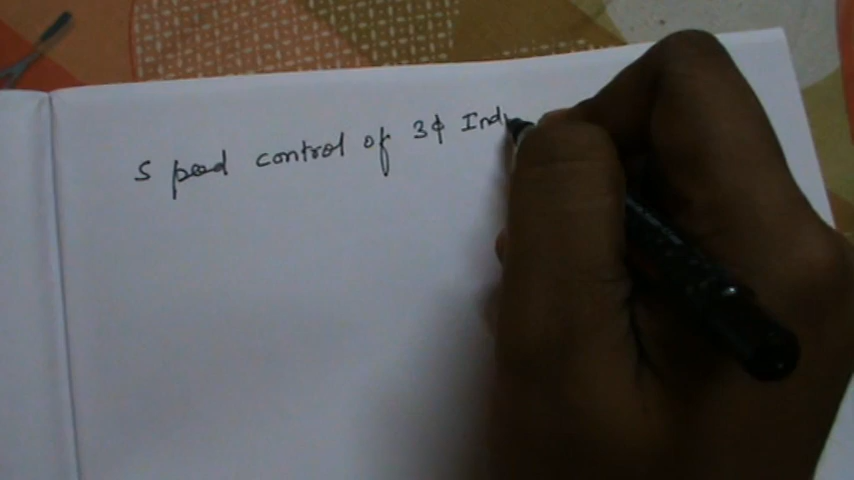 Speed control of 3φ Ind